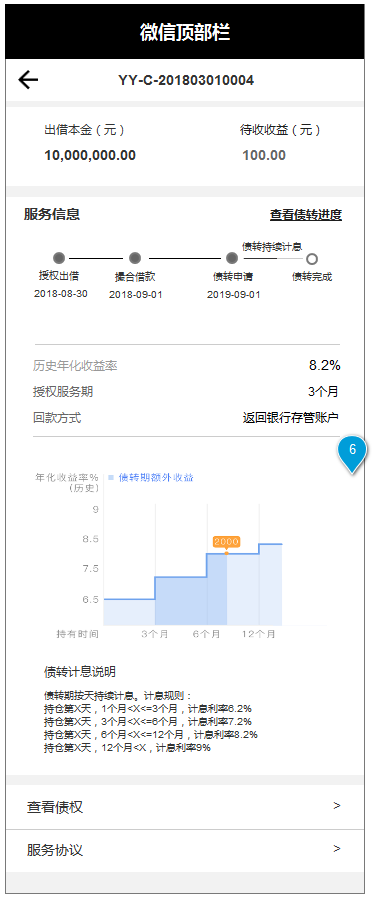 微信顶部栏
YY-C-201803010004
出借本金（元） 待收收益（元）
10,000,000.00 100.00
服务信息 查看债转进度
债转持续计息
授权出借 撮合借款 债转申请 债转完成
2018-08-30 2018-09-01 2019-09-01
历史年化收益率 8.2%
授权服务期 3个月
回款方式 返回银行存管账户
6
年化收益率% 债转期额外收益
(历史)
9
2000
8.5
7.5
6.5
持有时间 3个月 6个月 12个月
债转计息说明
债转期按天持续计息。计息规则：
持仓第X天，1个月<X<=3个月，计息利率6.2%
持仓第X天，3个月<X<=6个月，计息利率7.2%
持仓第X天，6个月<X<=12个月，计息利率8.2%
持仓第X天，12个月<X，计息利率9%
查看债权 >
服务协议 >